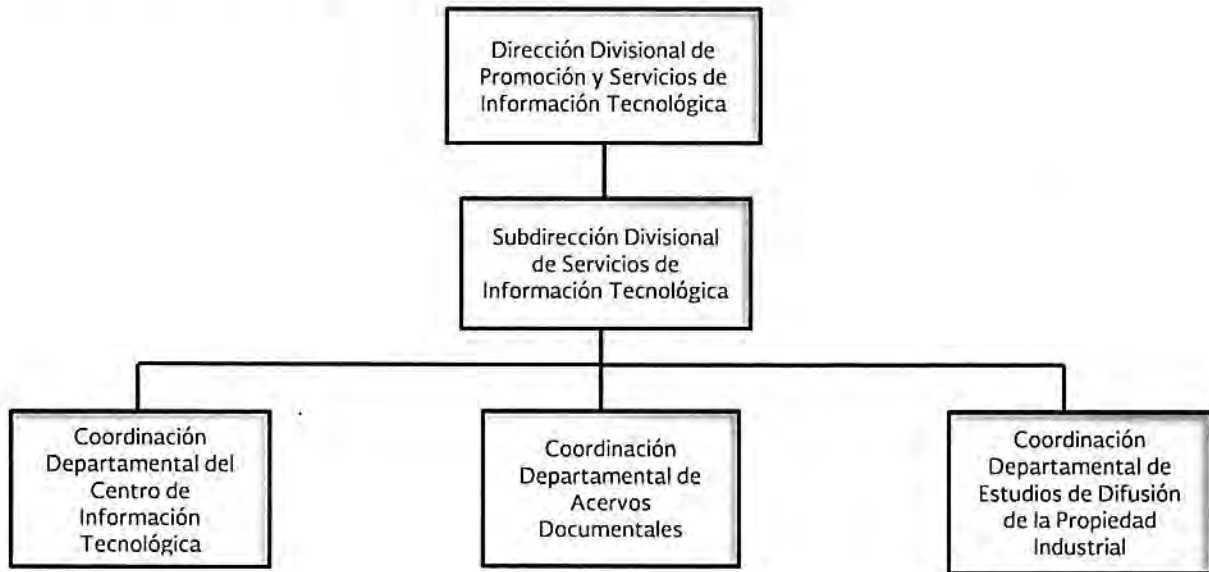 Dirección Divisional de
Promoción y Servicios de
Información Tecnológica
Subdirección Divisional
de Servicios de
Información Tecnológica
Coordinación
Departamental del
Centro de
Información
Tecnológica
Coordinación
Departamental de
Acervos
Documentales
Coordinación
Departamental de
Estudios de Difusión
de la Propiedad
Industrial